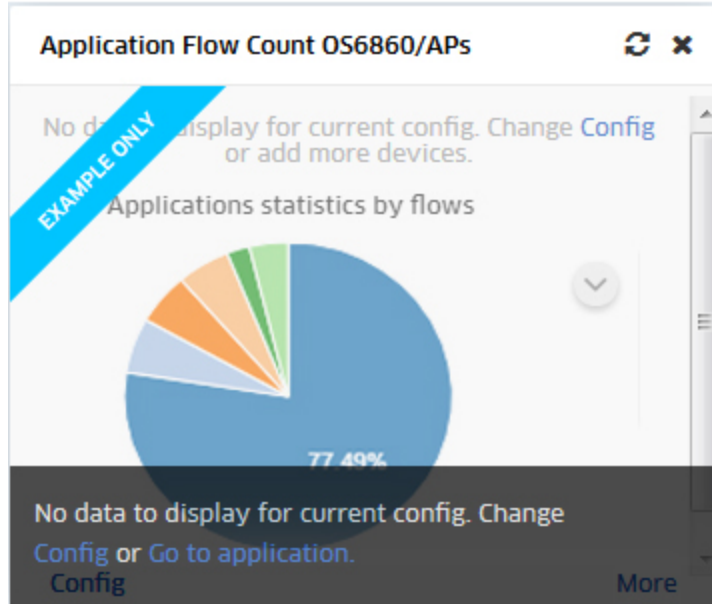 Application Flow Count OS6860/APs
EXAMPLE ONLY
No d display for current config. Change Config
or add more devices.
Applications statistics by flows
77.49%
No data to display for current config. Change
Config or Go to application.
Config
More